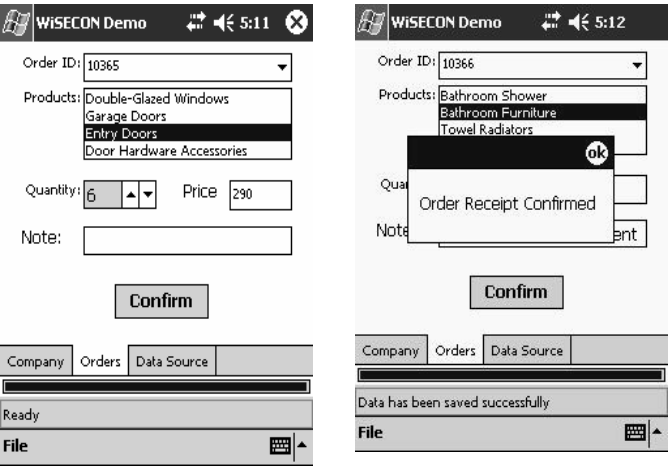 WiSECON Demo 5:11
Order ID: 10365
Products: Double-Glazed Windows
Garage Doors
Entry Doors
Door Hardware Accessories
Quantity: 6 Price 290
Note:
Confirm
Company Orders Data Source
Ready
File
WiSECON Demo 5:12
Order ID: 10366
Products: Bathroom Shower
Bathroom Furniture
Towel Radiators
ok
Order Receipt Confirmed
Qua
Note ent
Confirm
Company Orders Data Source
Data has been saved successfully
File